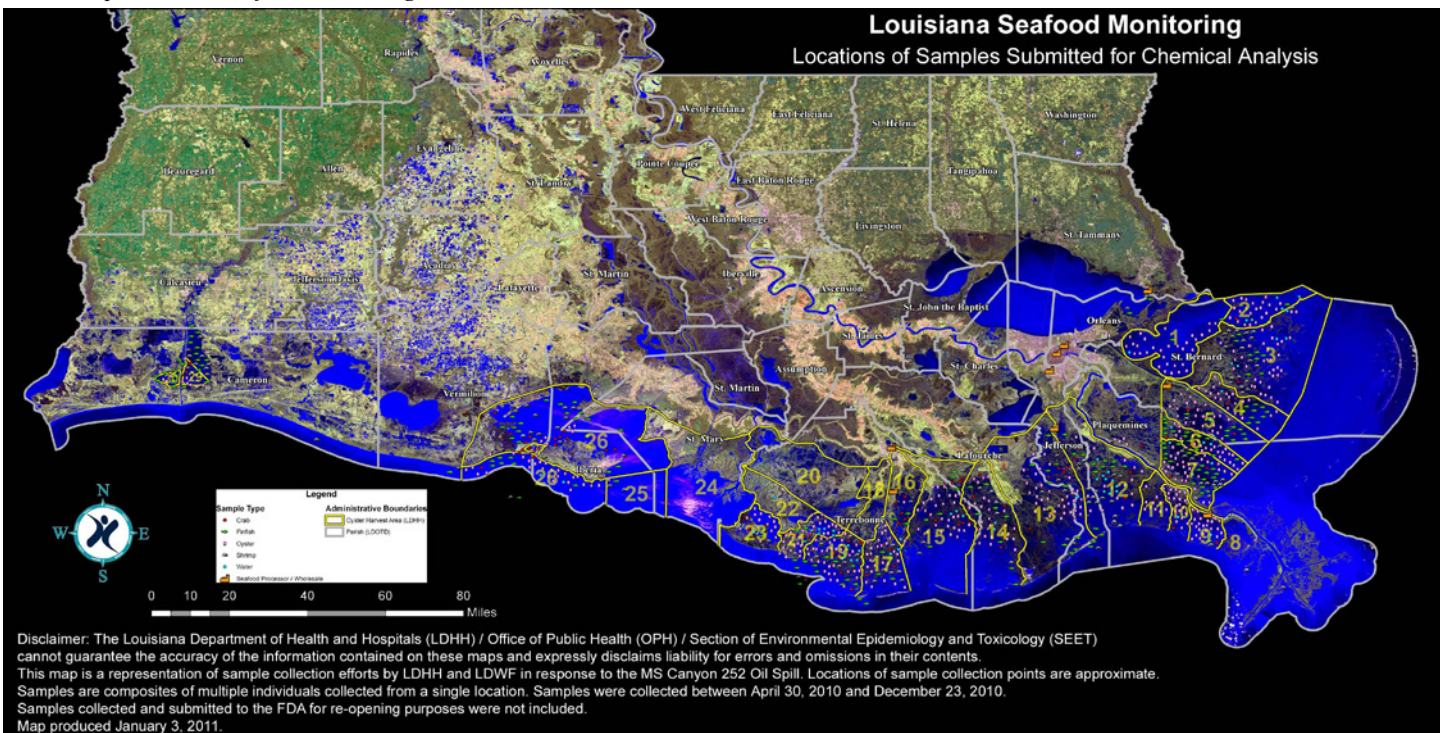 Louisiana Seafood Monitoring
Locations of Samples Submitted for Chemical Analysis
Vernon
Rapides
Avoyelles
West Feliciana
East Feliciana
St. Helena
Washington
Beauregard
Allen
Evangeline
St. Landry
Pointe Coupee
East Baton Rouge
Tangipahoa
West Baton Rouge
Livingston
St. Tammany
Calcasieu
Jefferson Davis
Acadia
Lafayette
St. Martin
Iberville
Ascension
St. John the Baptist
Orleans
St. James
St. Bernard
Cameron
Vermilion
St. Martin
Assumption
St. Charles
Plaquemines
Iberia
St. Mary
Terrebonne
Lafourche
Jefferson
1
2
3
4
5
6
7
8
9
10
11
12
13
14
15
16
17
18
19
20
21
22
23
24
25
26
28
N
W
E
S
Legend
Sample Type
Crab
Finfish
Oyster
Shrimp
Water
Seafood Processor / Wholesale
Administrative Boundaries
Oyster Harvest Area (LDHH)
Parish (LDOTD)
0 10 20 40 60 80
Miles
Disclaimer: The Louisiana Department of Health and Hospitals (LDHH) / Office of Public Health (OPH) / Section of Environmental Epidemiology and Toxicology (SEET)
cannot guarantee the accuracy of the information contained on these maps and expressly disclaims liability for errors and omissions in their contents.
This map is a representation of sample collection efforts by LDHH and LDWF in response to the MS Canyon 252 Oil Spill. Locations of sample collection points are approximate.
Samples are composites of multiple individuals collected from a single location. Samples were collected between April 30, 2010 and December 23, 2010.
Samples collected and submitted to the FDA for re-opening purposes were not included.
Map produced January 3, 2011.